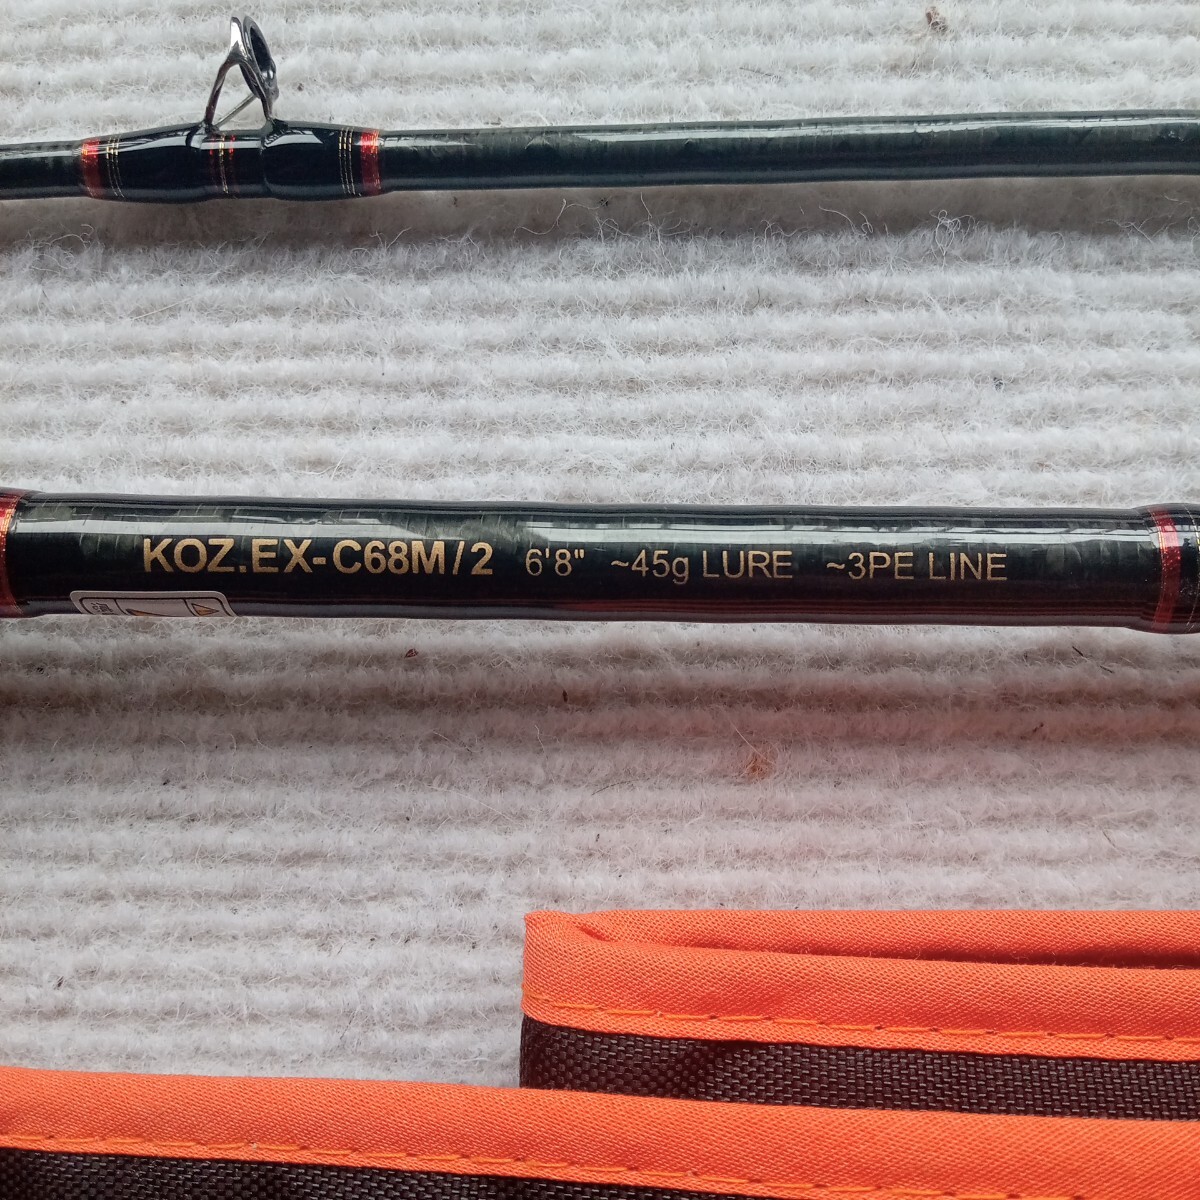 KOZ.EX-C68M/2 6'8" ~45g LURE ~3PE LINE